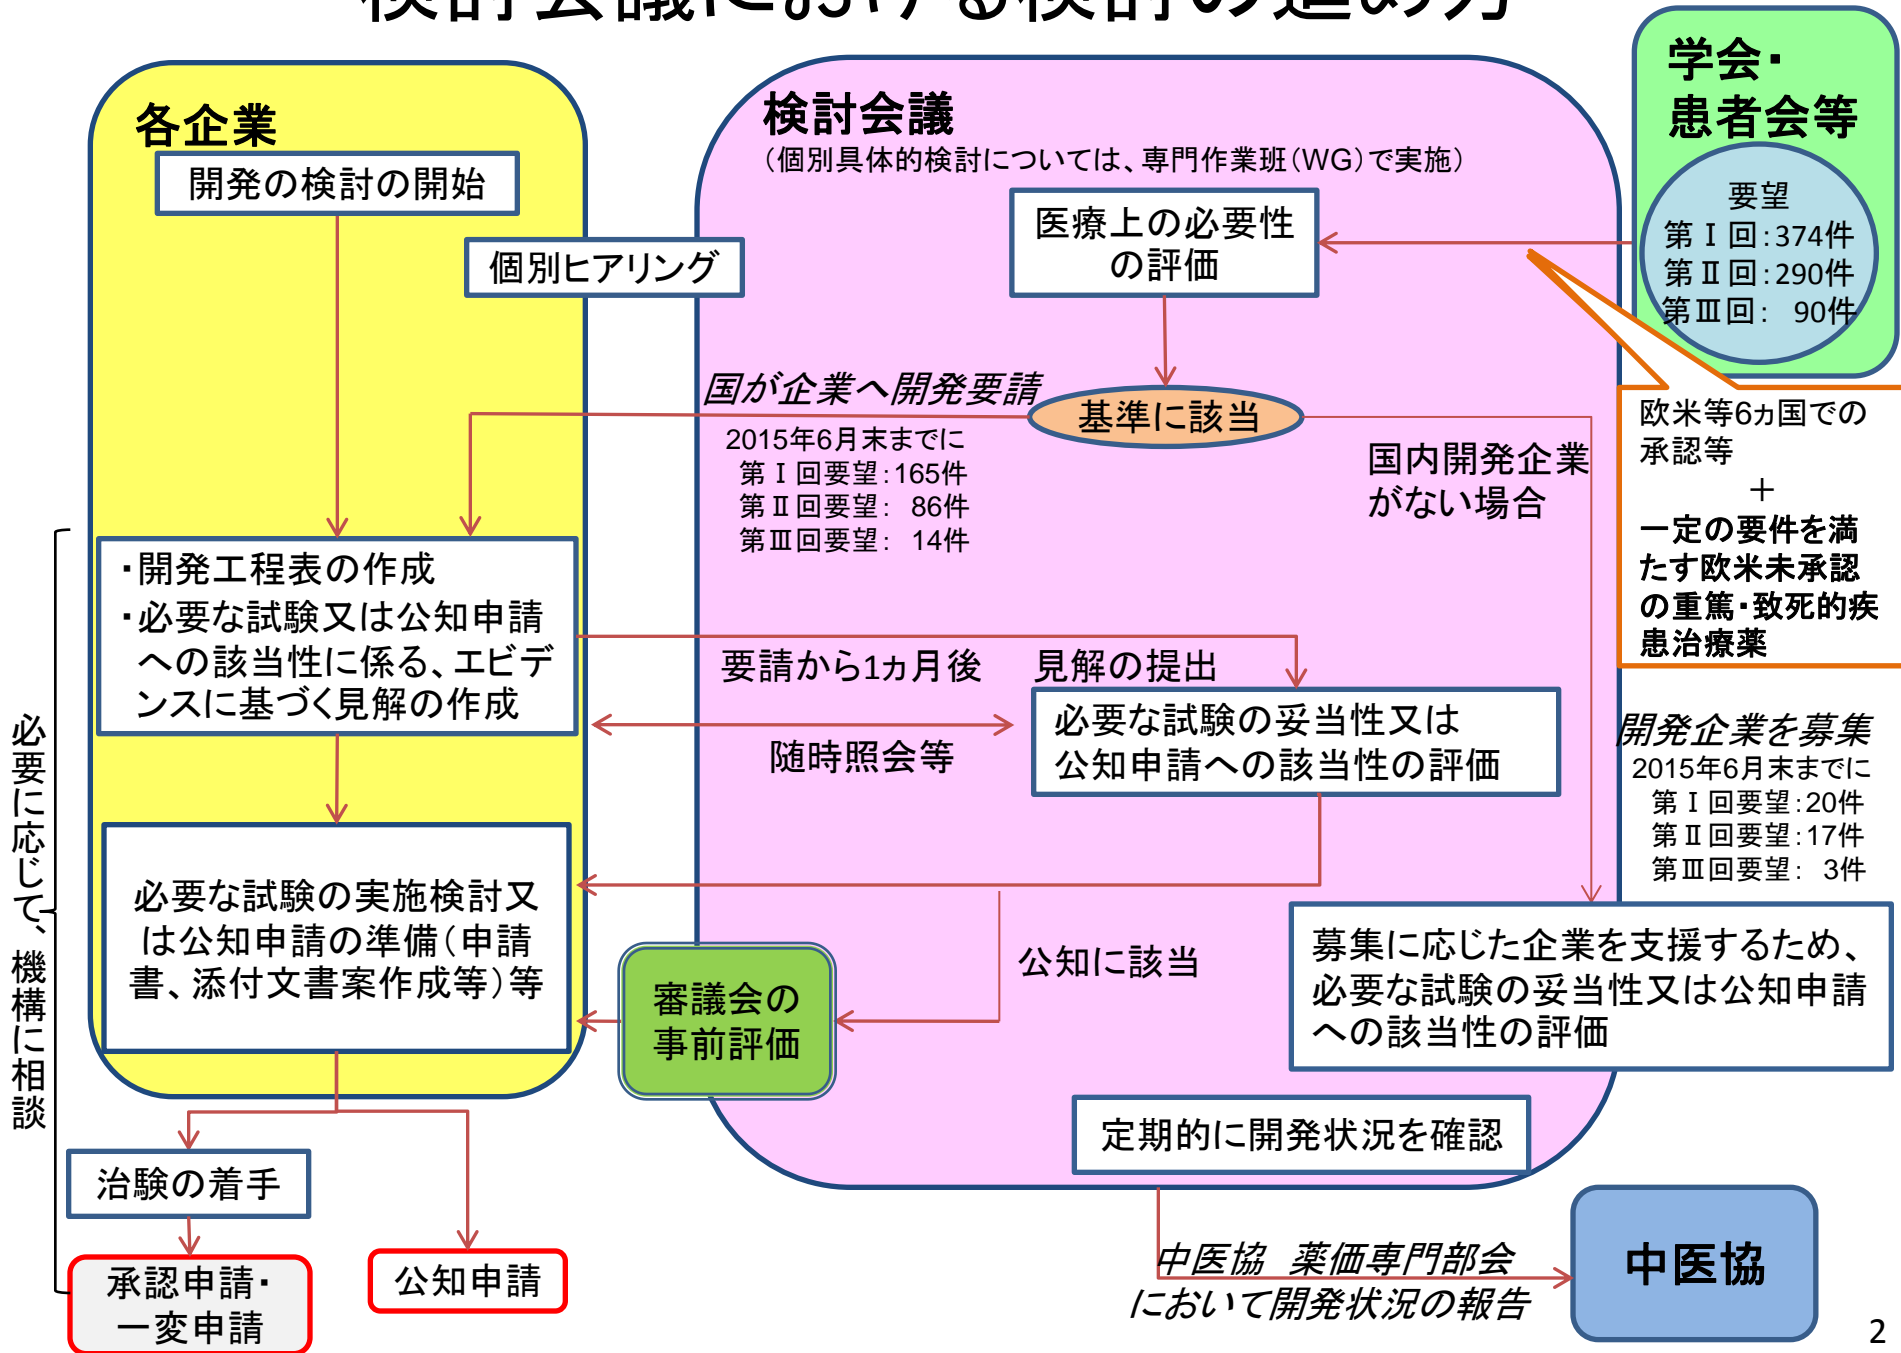 検討会議における検討の進め方
各企業
開発の検討の開始
個別ヒアリング
検討会議
(個別具体的検討については、専門作業班(WG)で実施)
医療上の必要性
の評価
学会・
患者会等
要望
第Ⅰ回:374件
第Ⅱ回:290件
第Ⅲ回: 90件
国が企業へ開発要請
2015年6月末までに
第Ⅰ回要望:165件
第Ⅱ回要望: 86件
第Ⅲ回要望: 14件
基準に該当
国内開発企業
がない場合
欧米等6ヵ国での
承認等
+
一定の要件を満
たす欧米未承認
の重篤・致死的疾
患治療薬
・開発工程表の作成
・必要な試験又は公知申請
への該当性に係る、エビデ
ンスに基づく見解の作成
要請から1ヵ月後 見解の提出
随時照会等
必要な試験の妥当性又は
公知申請への該当性の評価
開発企業を募集
2015年6月末までに
第Ⅰ回要望:20件
第Ⅱ回要望:17件
第Ⅲ回要望: 3件
必要に応じて、機構に相談
必要な試験の実施検討又
は公知申請の準備(申請
書、添付文書案作成等)等
審議会の
事前評価
公知に該当
募集に応じた企業を支援するため、
必要な試験の妥当性又は公知申請
への該当性の評価
定期的に開発状況を確認
治験の着手
承認申請・
一変申請
公知申請
中医協 薬価専門部会
において開発状況の報告
中医協
2